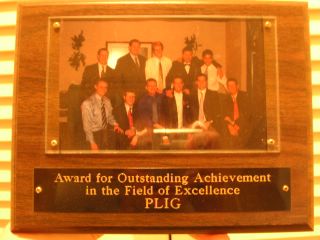 Award for Outstanding Achievement
in the Field of Excellence
PLIG